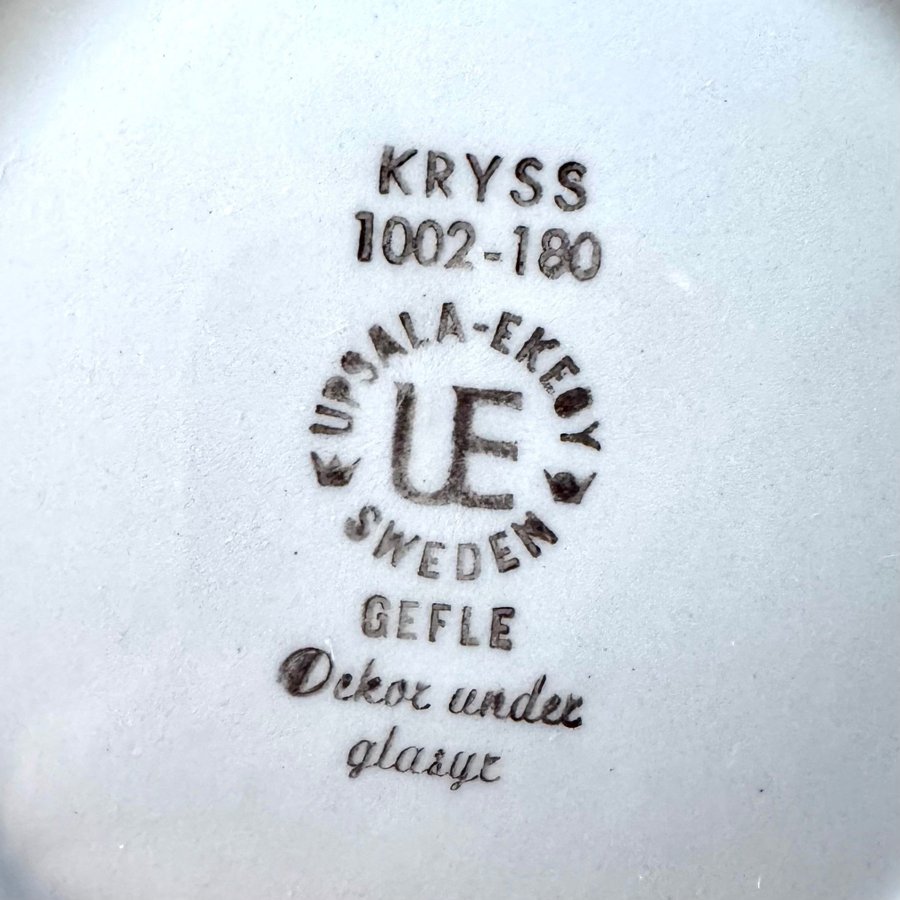 KRYSS
1002-180
UPSALA-EKEBY
UE
SWEDEN
GEFLE
Dekor under
glasyr